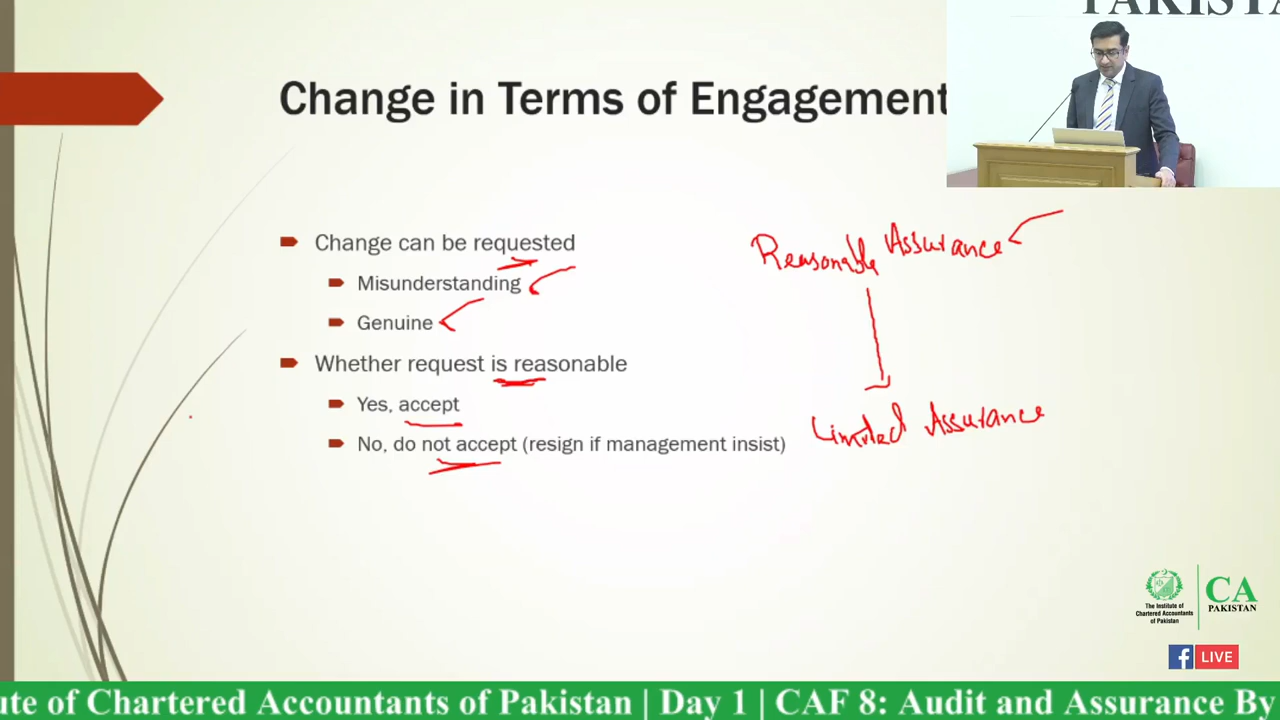 PAKISTA
Change in Terms of Engagement
Change can be requested
Misunderstanding
Genuine
Whether request is reasonable
Yes, accept
No, do not accept (resign if management insist)
Reasonable Assurance
Limited Assurance
The Institute of
Chartered Accountants
of Pakistan
CA
PAKISTAN
f LIVE
ute of Chartered Accountants of Pakistan | Day 1 | CAF 8: Audit and Assurance By